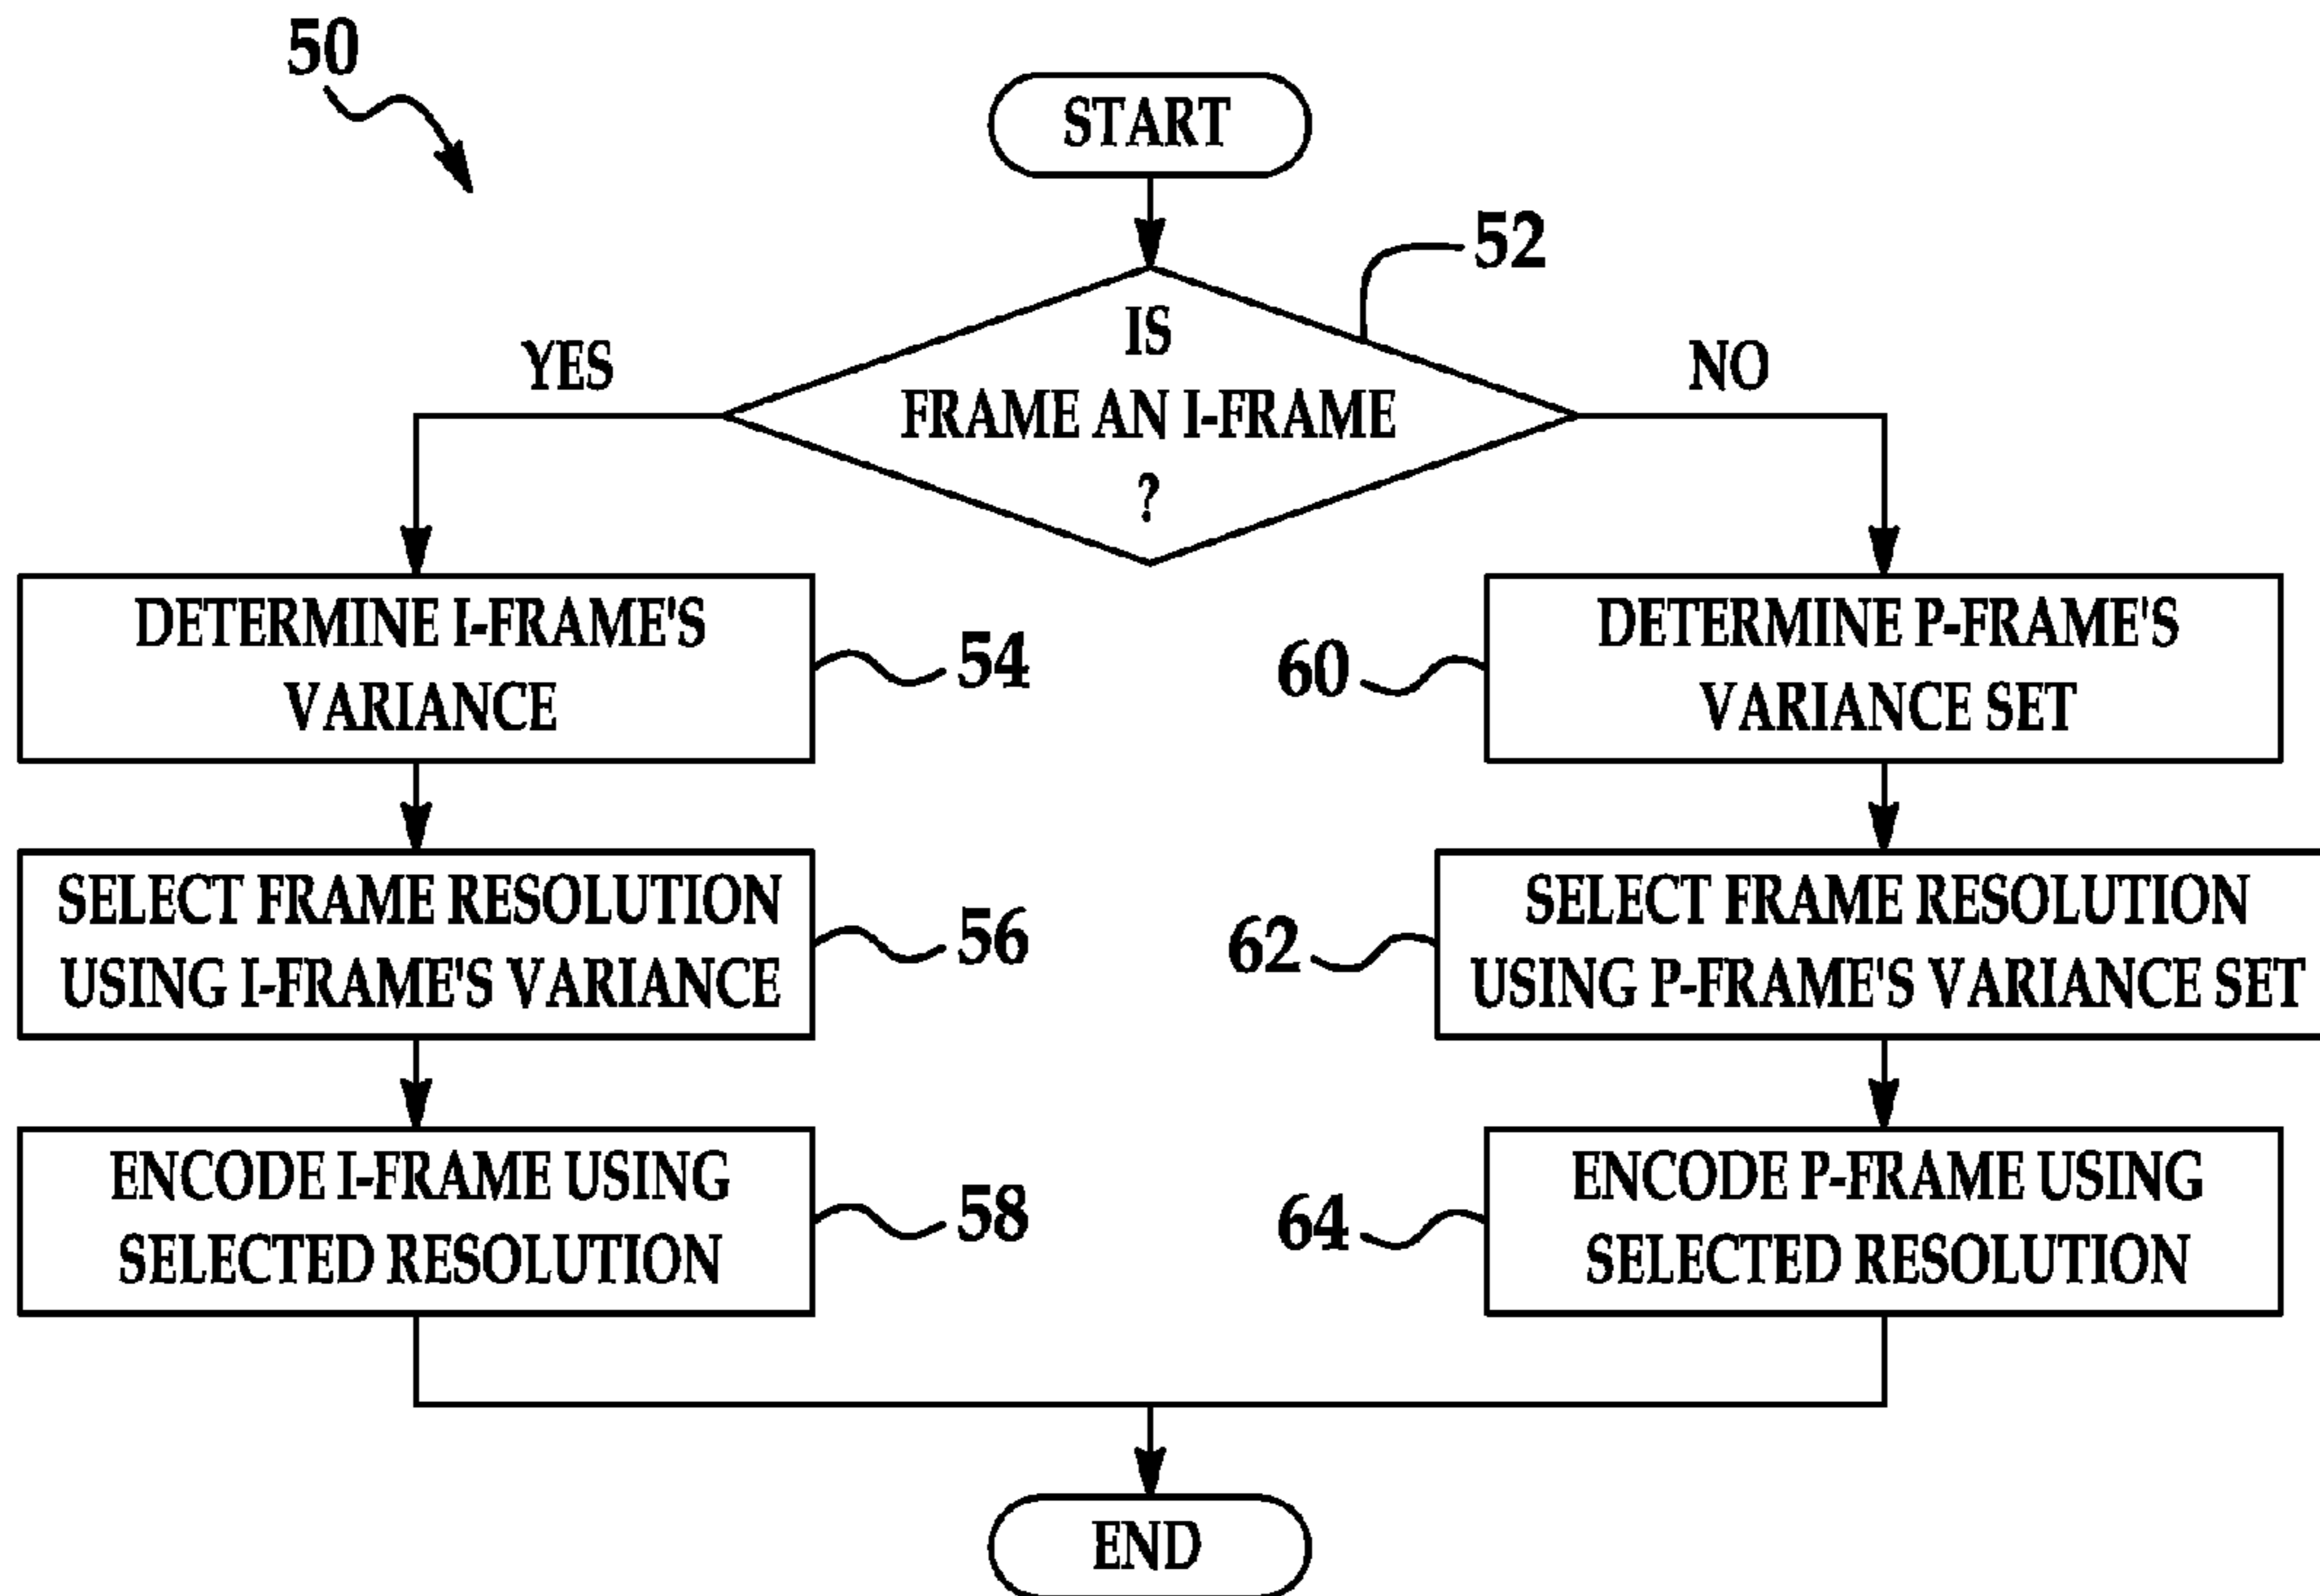 50
START
52
IS
FRAME AN I-FRAME
?
YES
NO
DETERMINE I-FRAME'S
VARIANCE
54
60
DETERMINE P-FRAME'S
VARIANCE SET
SELECT FRAME RESOLUTION
USING I-FRAME'S VARIANCE
56
62
SELECT FRAME RESOLUTION
USING P-FRAME'S VARIANCE SET
ENCODE I-FRAME USING
SELECTED RESOLUTION
58
64
ENCODE P-FRAME USING
SELECTED RESOLUTION
END